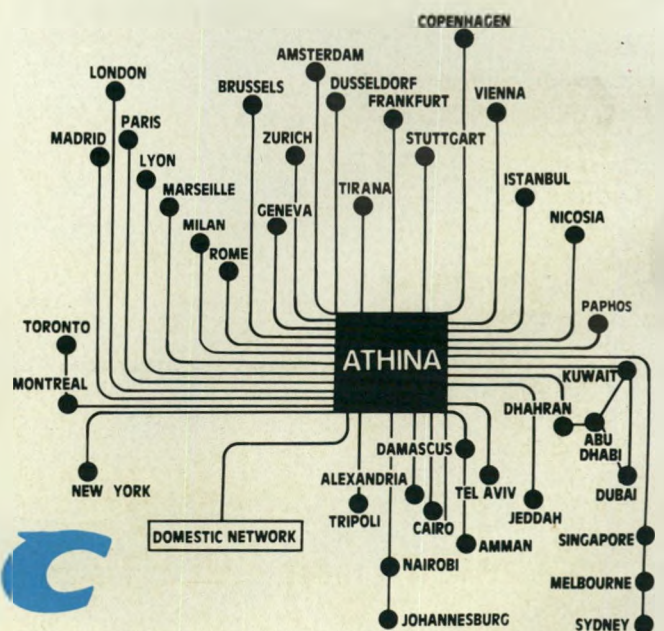 COPENHAGEN
AMSTERDAM
LONDON
BRUSSELS
DUSSELDORF
FRANKFURT
VIENNA
PARIS
MADRID
ZURICH
STUTTGART
LYON
ISTANBUL
MARSEILLE
TIRANA
GENEVA
NICOSIA
MILAN
ROME
PAPHOS
TORONTO
ATHINA
KUWAIT
MONTREAL
DHAHRAN
ABU
DHABI
DAMASCUS
ALEXANDRIA
NEW YORK
TEL AVIV
DUBAI
TRIPOLI
CAIRO
JEDDAH
DOMESTIC NETWORK
AMMAN
SINGAPORE
NAIROBI
MELBOURNE
JOHANNESBURG
SYDNEY